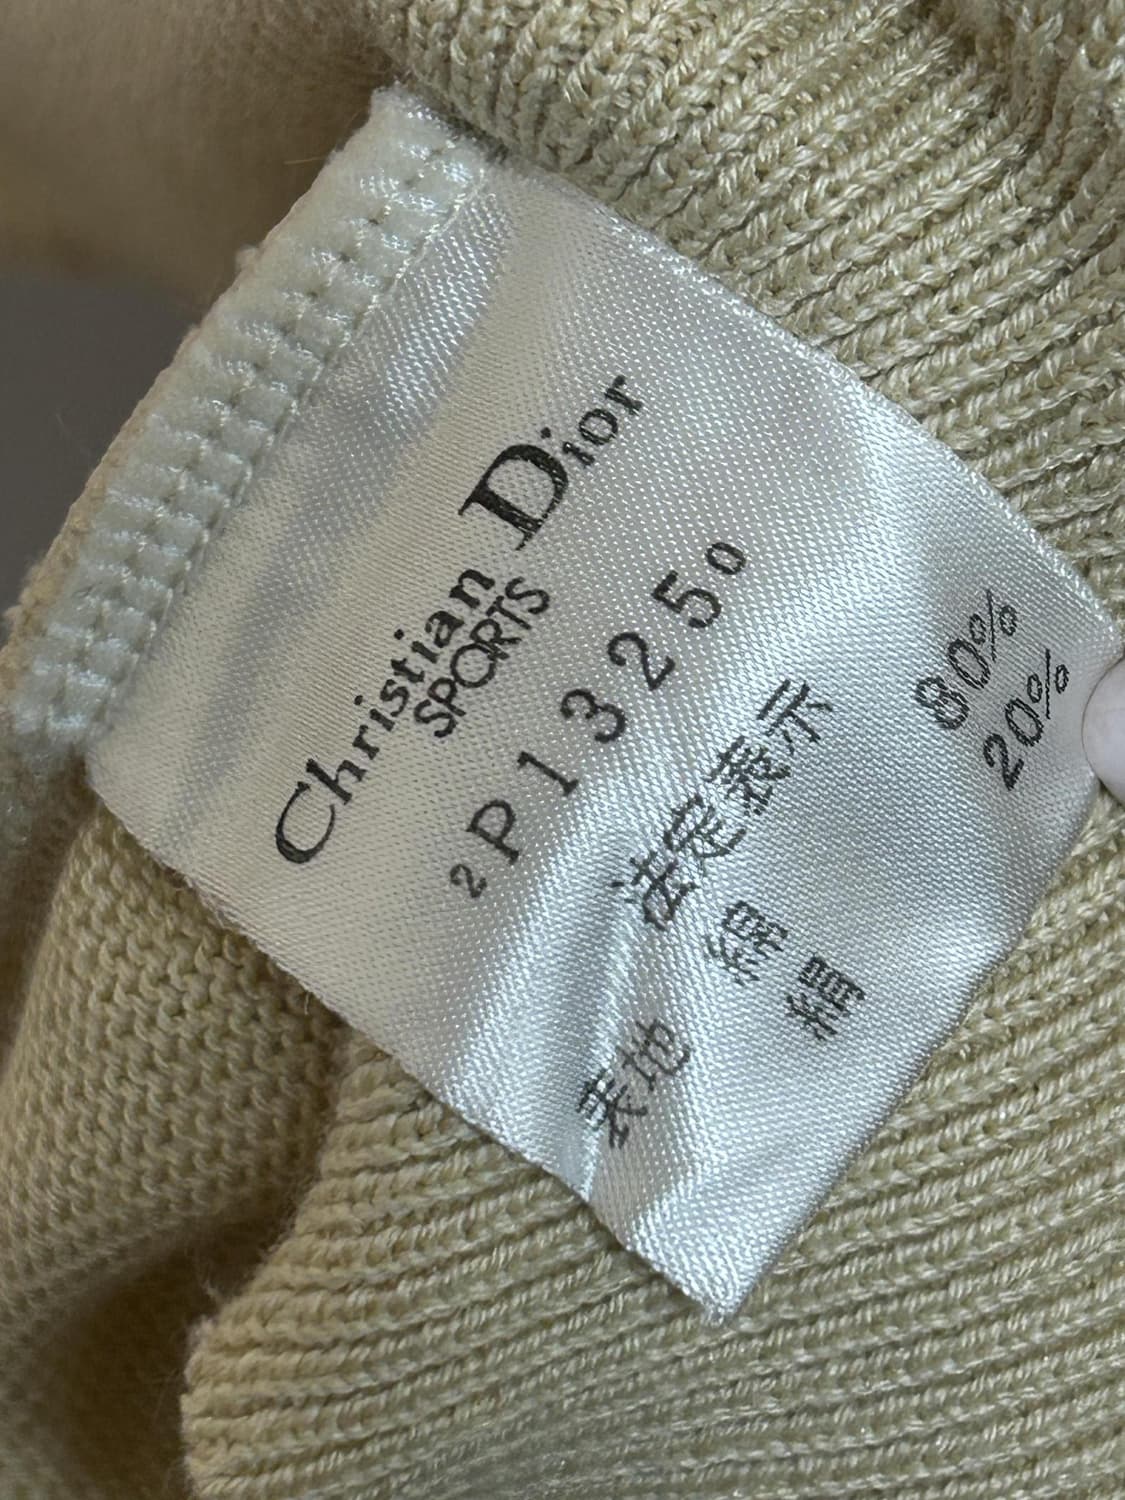 Christian Dior
SPORTS
2P13250
法定表示
表地 綿 80%
絹 20%